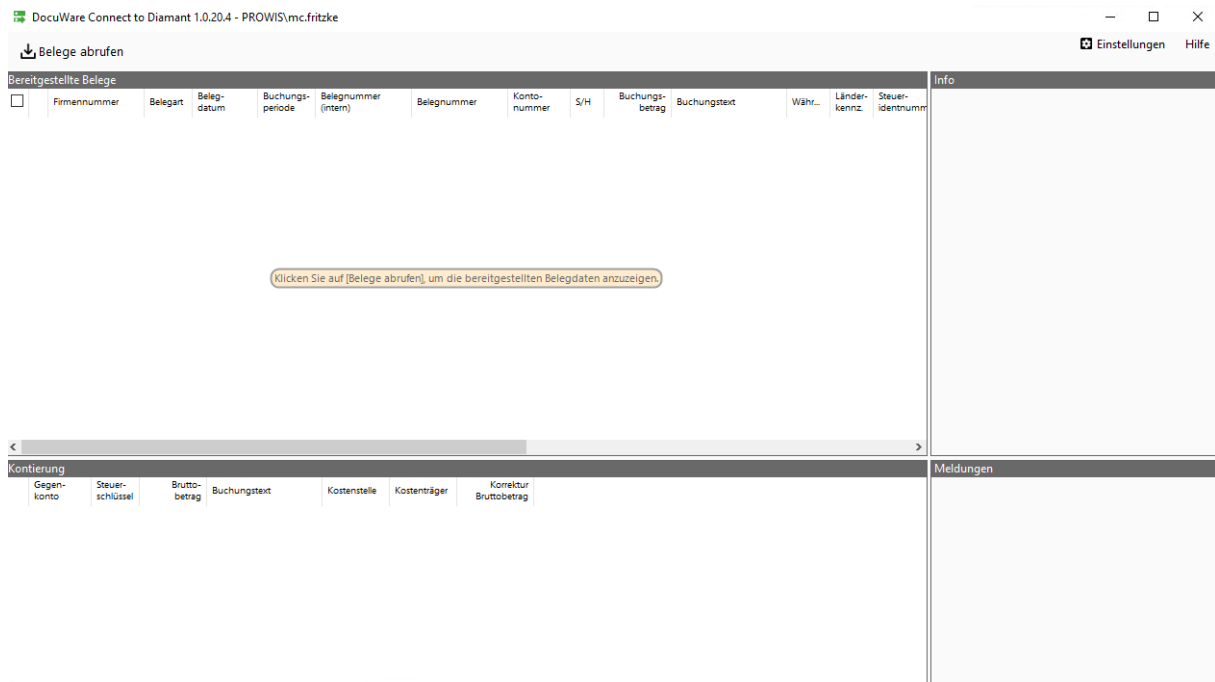 DocuWare Connect to Diamant 1.0.20.4 - PROWIS\mc.fritzke
Belege abrufen
Einstellungen Hilfe
Bereitgestellte Belege
Firmennummer Belegart Beleg-datum Buchungs-periode Belegnummer (intern) Belegnummer Konto-nummer S/H Buchungs-betrag Buchungstext Währ... Länder-kennz. Steuer-identnumm
Klicken Sie auf [Belege abrufen], um die bereitgestellten Belegdaten anzuzeigen.
Info
Kontierung
Gegen-konto Steuer-schlüssel Brutto-betrag Buchungstext Kostenstelle Kostenträger Korrektur Bruttobetrag
Meldungen